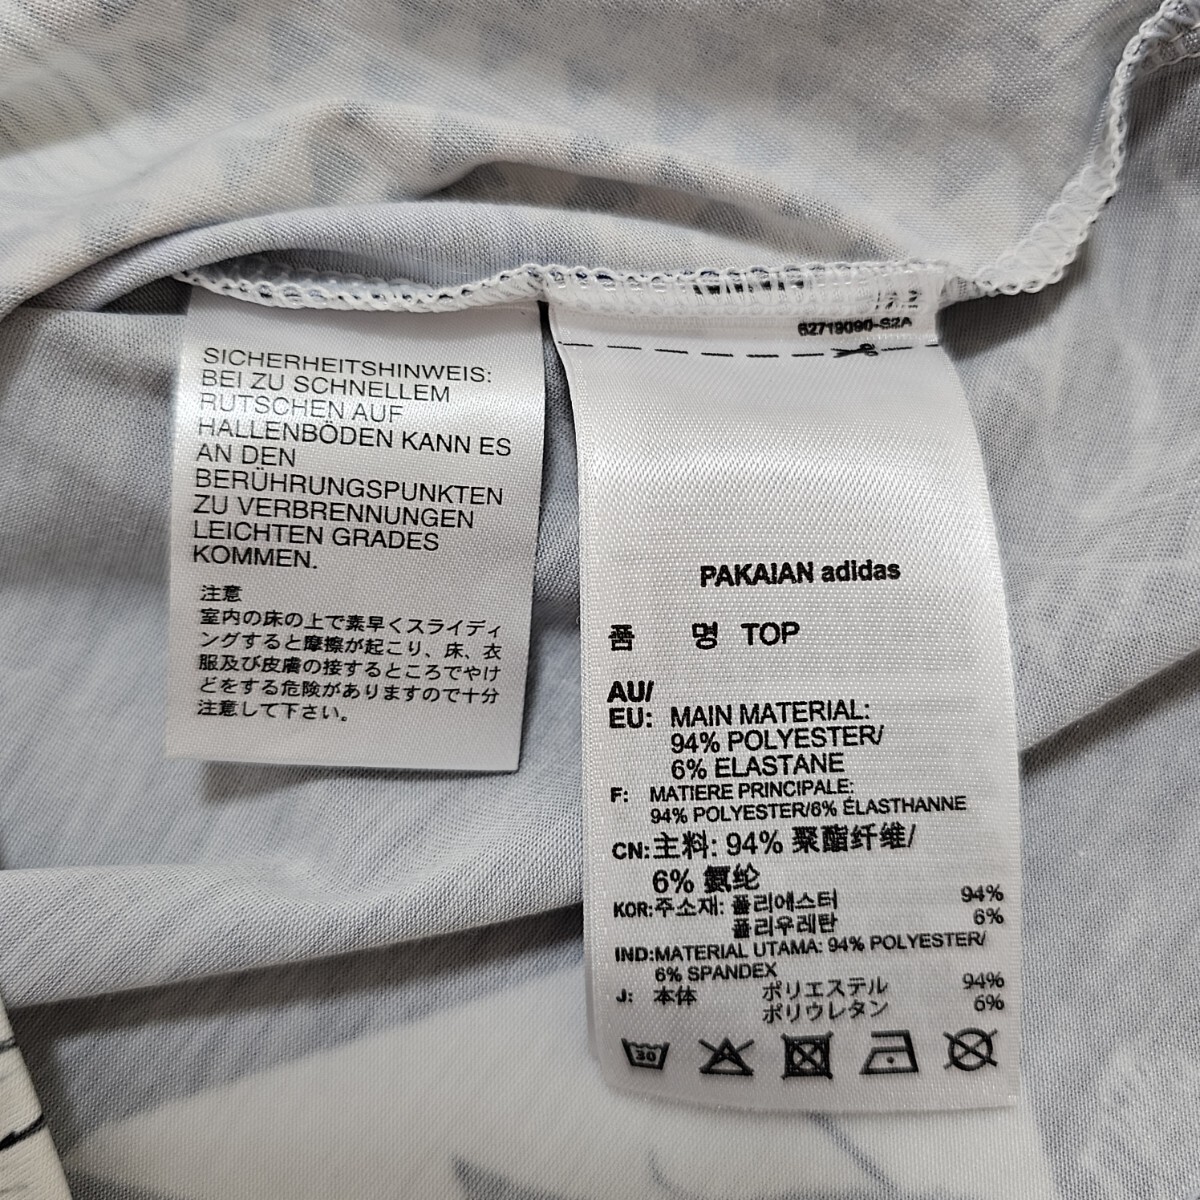 SICHERHEITSHINWEIS:
BEI ZU SCHNELLEM
RUTSCHEN AUF
HALLENBÖDEN KANN ES
AN DEN
BERÜHRUNGSPUNKTEN
ZU VERBRENNUNGEN
LEICHTEN GRADES
KOMMEN.
注意
室内の床の上で素早くスライディ
ングすると摩擦が起こり、床、衣
服及び皮膚の接するところでやけ
どをする危険がありますので十分
注意して下さい。
62719090-S2A
PAKAIAN adidas
품 명 TOP
AU/
EU: MAIN MATERIAL:
94% POLYESTER/
6% ELASTANE
F: MATIERE PRINCIPALE:
94% POLYESTER/6% ÉLASTHANNE
CN:主料: 94% 聚酯纤维/
6% 氨纶
KOR:주소재: 폴리에스터 94%
폴리우레탄 6%
IND:MATERIAL UTAMA: 94% POLYESTER/
6% SPANDEX
J: 本体 ポリエステル 94%
ポリウレタン 6%
30